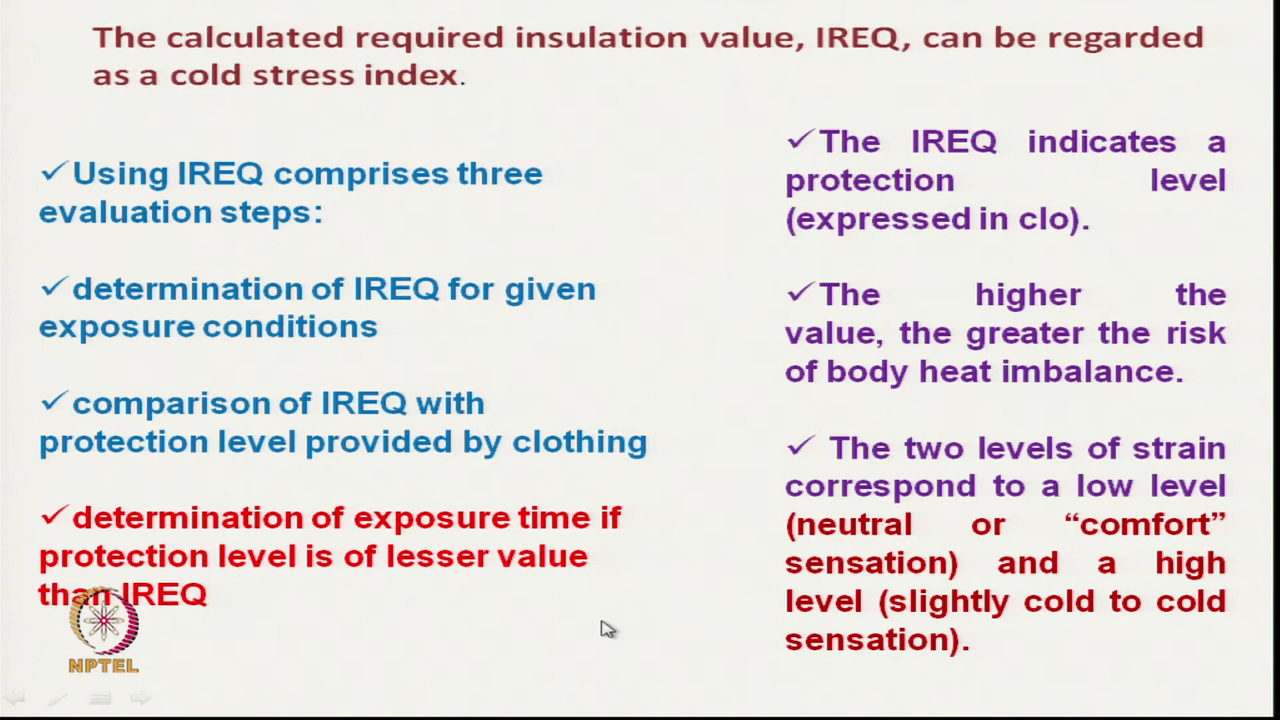 The calculated required insulation value, IREQ, can be regarded
as a cold stress index.
✓Using IREQ comprises three
evaluation steps:
✓determination of IREQ for given
exposure conditions
✓comparison of IREQ with
protection level provided by clothing
✓determination of exposure time if
protection level is of lesser value
than IREQ
✓The IREQ indicates a
protection level
(expressed in clo).
✓The higher the
value, the greater the risk
of body heat imbalance.
✓ The two levels of strain
correspond to a low level
(neutral or “comfort”
sensation) and a high
level (slightly cold to cold
sensation).
NPTEL